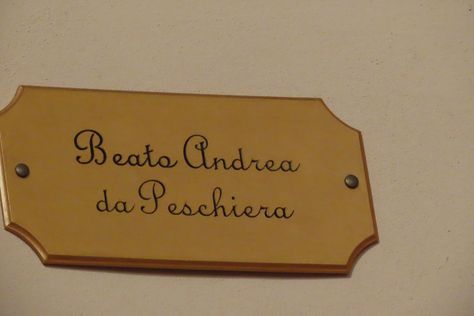 Beato Andrea
da Peschiera